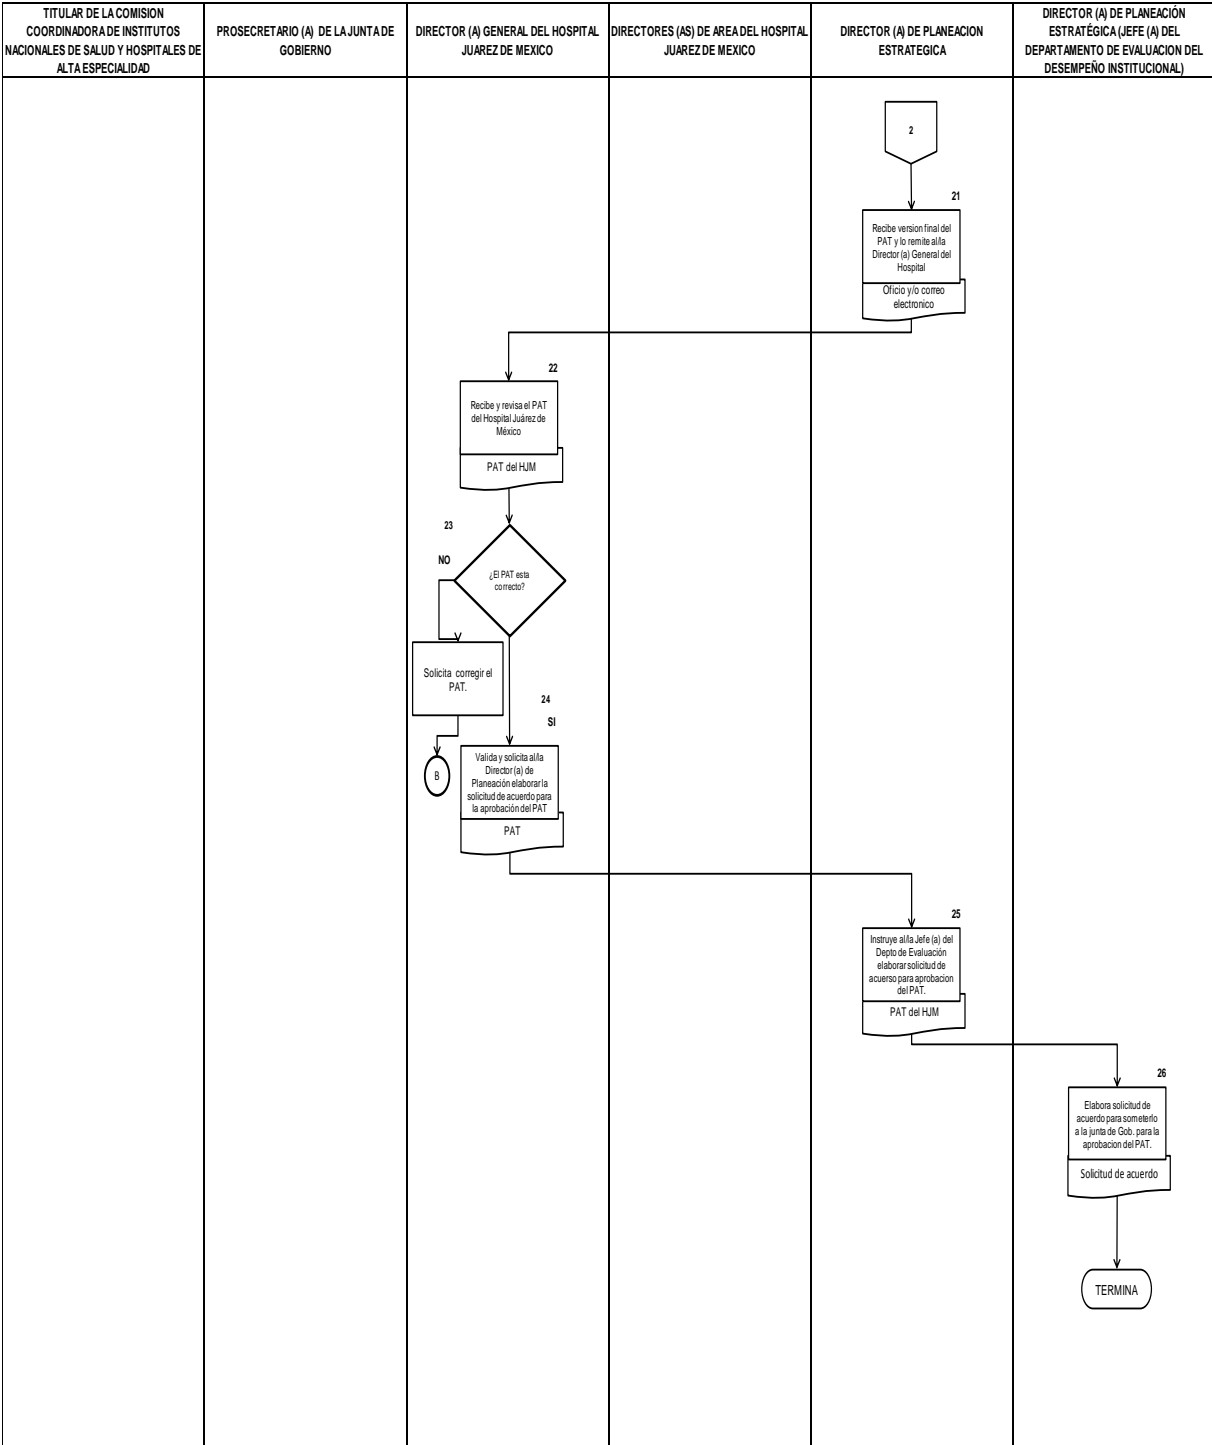 TITULAR DE LA COMISION
COORDINADORA DE INSTITUTOS
NACIONALES DE SALUD Y HOSPITALES DE
ALTA ESPECIALIDAD
PROSECRETARIO (A) DE LA JUNTA DE
GOBIERNO
DIRECTOR (A) GENERAL DEL HOSPITAL
JUAREZ DE MEXICO
DIRECTORES (AS) DE AREA DEL HOSPITAL
JUAREZ DE MEXICO
DIRECTOR (A) DE PLANEACION
ESTRATEGICA
DIRECTOR (A) DE PLANEACIÓN
ESTRATÉGICA (JEFE (A) DEL
DEPARTAMENTO DE EVALUACION DEL
DESEMPEÑO INSTITUCIONAL)
2
21
Recibe version final del
PAT y lo remite al/la
Director (a) General del
Hospital
Oficio y/o correo
electronico
22
Recibe y revisa el PAT
del Hospital Juárez de
México
PAT del HJM
23
NO
¿El PAT esta
correcto?
Solicita corregir el
PAT.
24
SI
B
Valida y solicita al/la
Director (a) de
Planeación elaborar la
solicitud de acuerdo para
la aprobación del PAT
PAT
25
Instruye al/la Jefe (a) del
Depto de Evaluación
elaborar solicitud de
acuerso para aprobacion
del PAT.
PAT del HJM
26
Elabora solicitud de
acuerdo para someterlo
a la junta de Gob. para la
aprobacion del PAT.
Solicitud de acuerdo
TERMINA